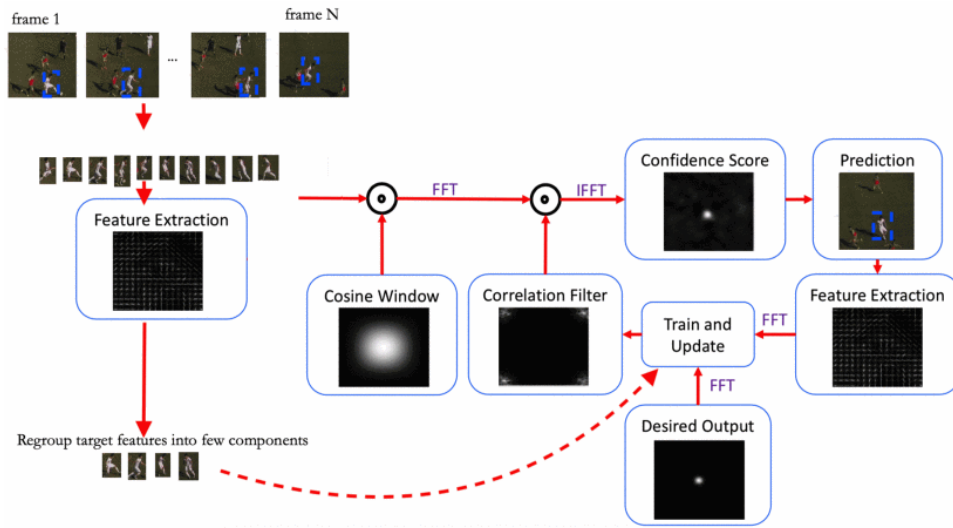 frame 1
frame N
...
FFT
IFFT
Confidence Score
Prediction
Feature Extraction
Cosine Window
Correlation Filter
Train and
Update
FFT
Feature Extraction
FFT
Desired Output
Regroup target features into few components